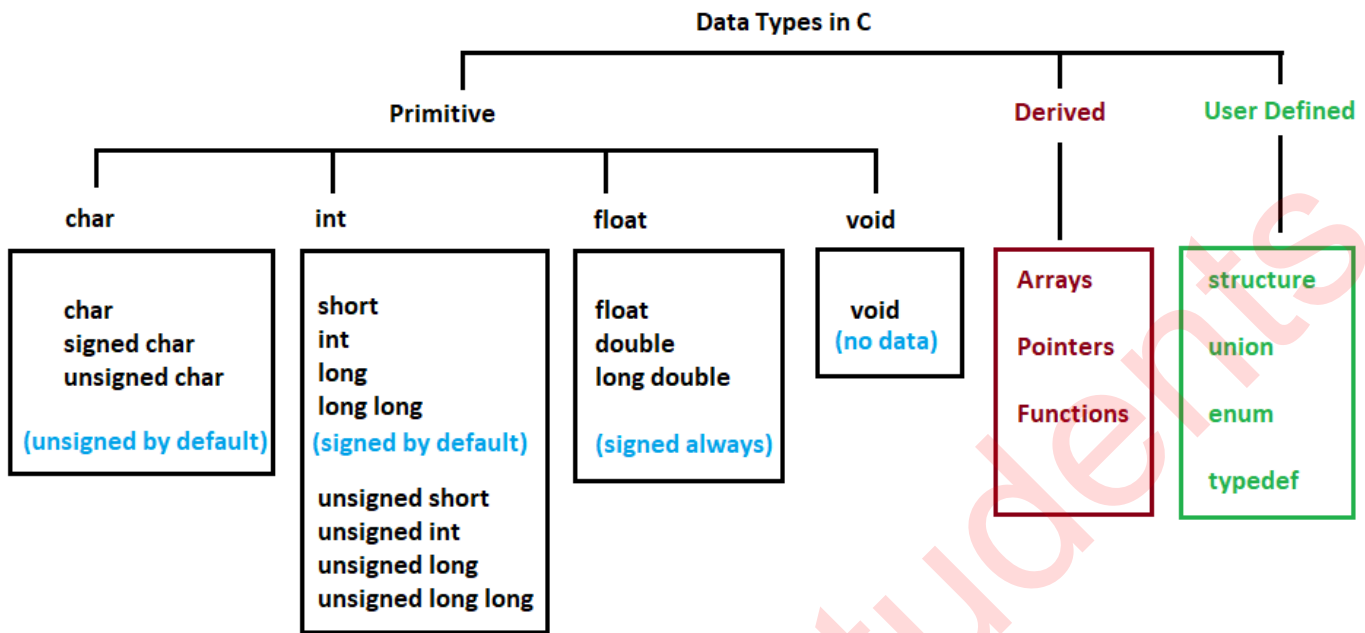 Data Types in C
Primitive
Derived
User Defined
char
int
float
void
char
signed char
unsigned char
(unsigned by default)
short
int
long
long long
(signed by default)
unsigned short
unsigned int
unsigned long
unsigned long long
float
double
long double
(signed always)
void
(no data)
Arrays
Pointers
Functions
structure
union
enum
typedef
tudents